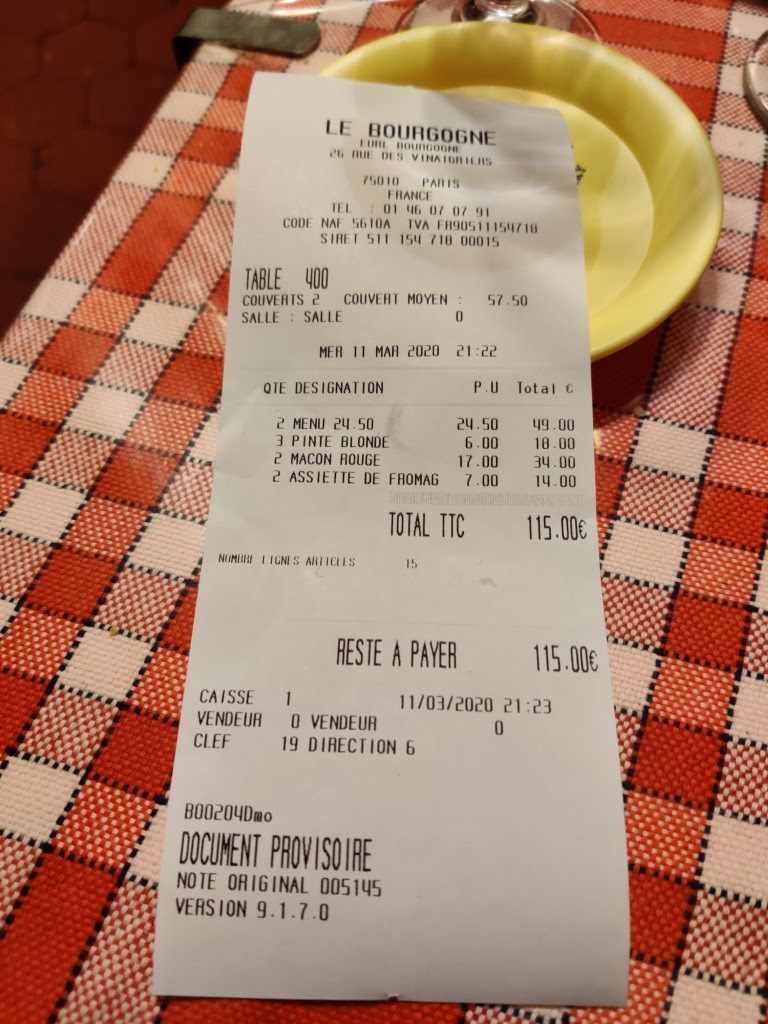 LE BOURGOGNE
EURL BOURGOGNE
26 RUE DES VINAIGRIERS
75010 PARIS
FRANCE
TEL : 01 46 07 07 91
CODE NAF 5610A TVA FR90511154718
SIRET 511 154 718 00015
TABLE 400
COUVERTS 2 COUVERT MOYEN : 57.50
SALLE : SALLE 0
MER 11 MAR 2020 21:22
QTE DESIGNATION P.U Total €
2 MENU 24.50 24.50 49.00
3 PINTE BLONDE 6.00 18.00
2 MACON ROUGE 17.00 34.00
2 ASSIETTE DE FROMAG 7.00 14.00
TOTAL TTC 115.00€
NOMBRE LIGNES ARTICLES 15
RESTE A PAYER 115.00€
CAISSE 1 11/03/2020 21:23
VENDEUR 0 VENDEUR 0
CLEF 19 DIRECTION 6
B00204Dmo
DOCUMENT PROVISOIRE
NOTE ORIGINAL 005145
VERSION 9.1.7.0